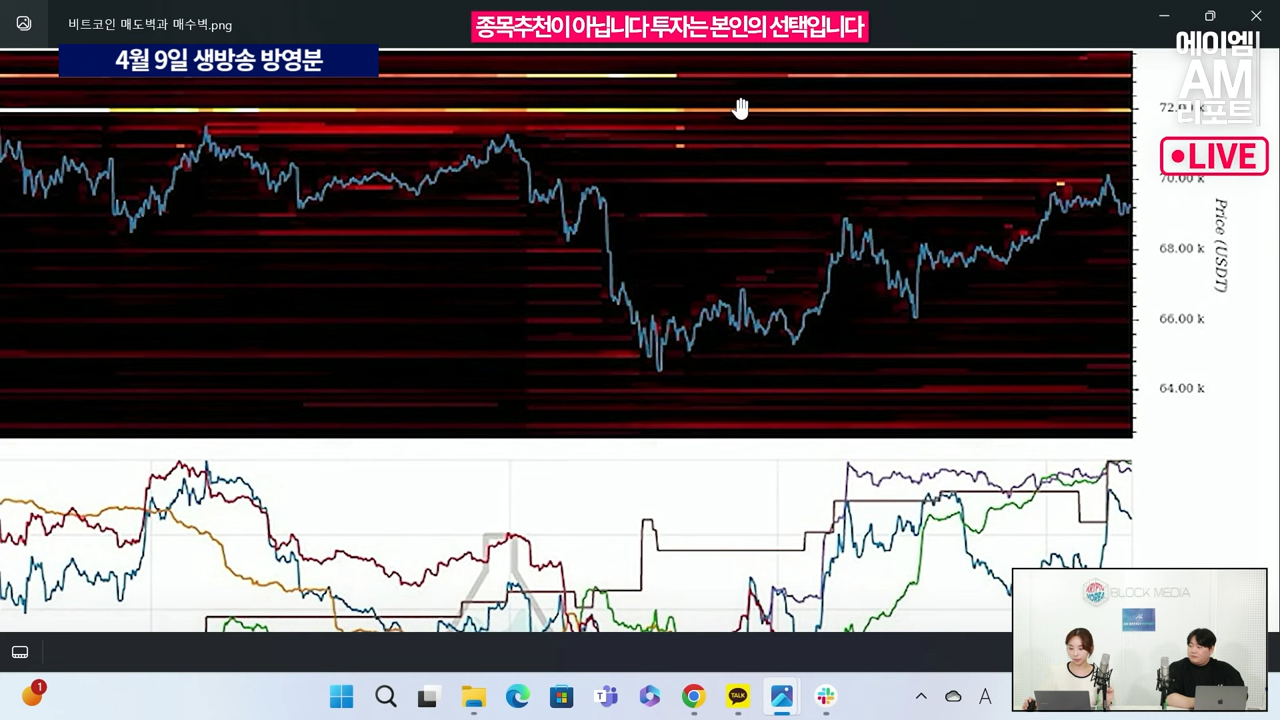 비트코인 매도벽과 매수벽.png
종목추천이 아닙니다 투자는 본인의 선택입니다
4월 9일 생방송 방영분
에이엠
AM
리포트
LIVE
70.00 k
68.00 k
66.00 k
64.00 k
Price (USDT)
BLOCK MEDIA
1
TALK
A